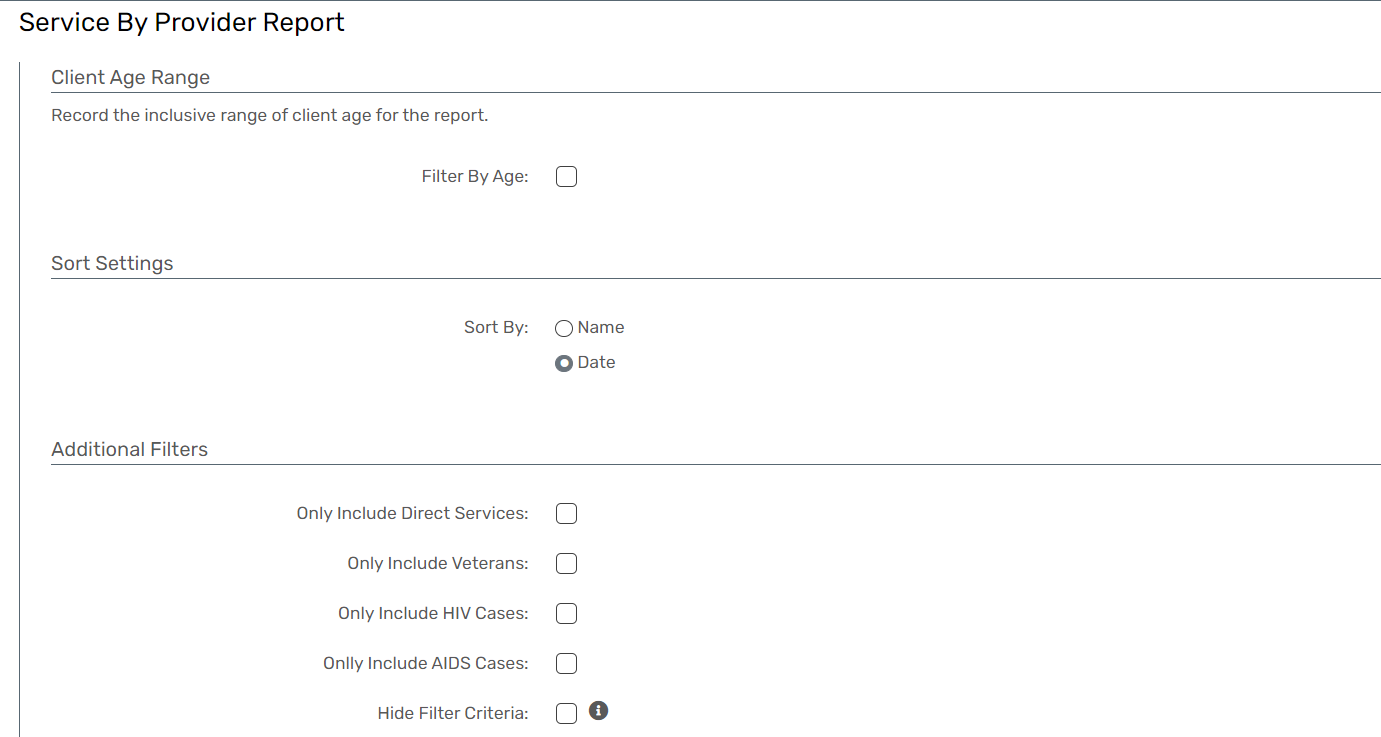 Service By Provider Report
Client Age Range
Record the inclusive range of client age for the report.
Filter By Age:
Sort Settings
Sort By: Name
Date
Additional Filters
Only Include Direct Services:
Only Include Veterans:
Only Include HIV Cases:
Onlly Include AIDS Cases:
Hide Filter Criteria: